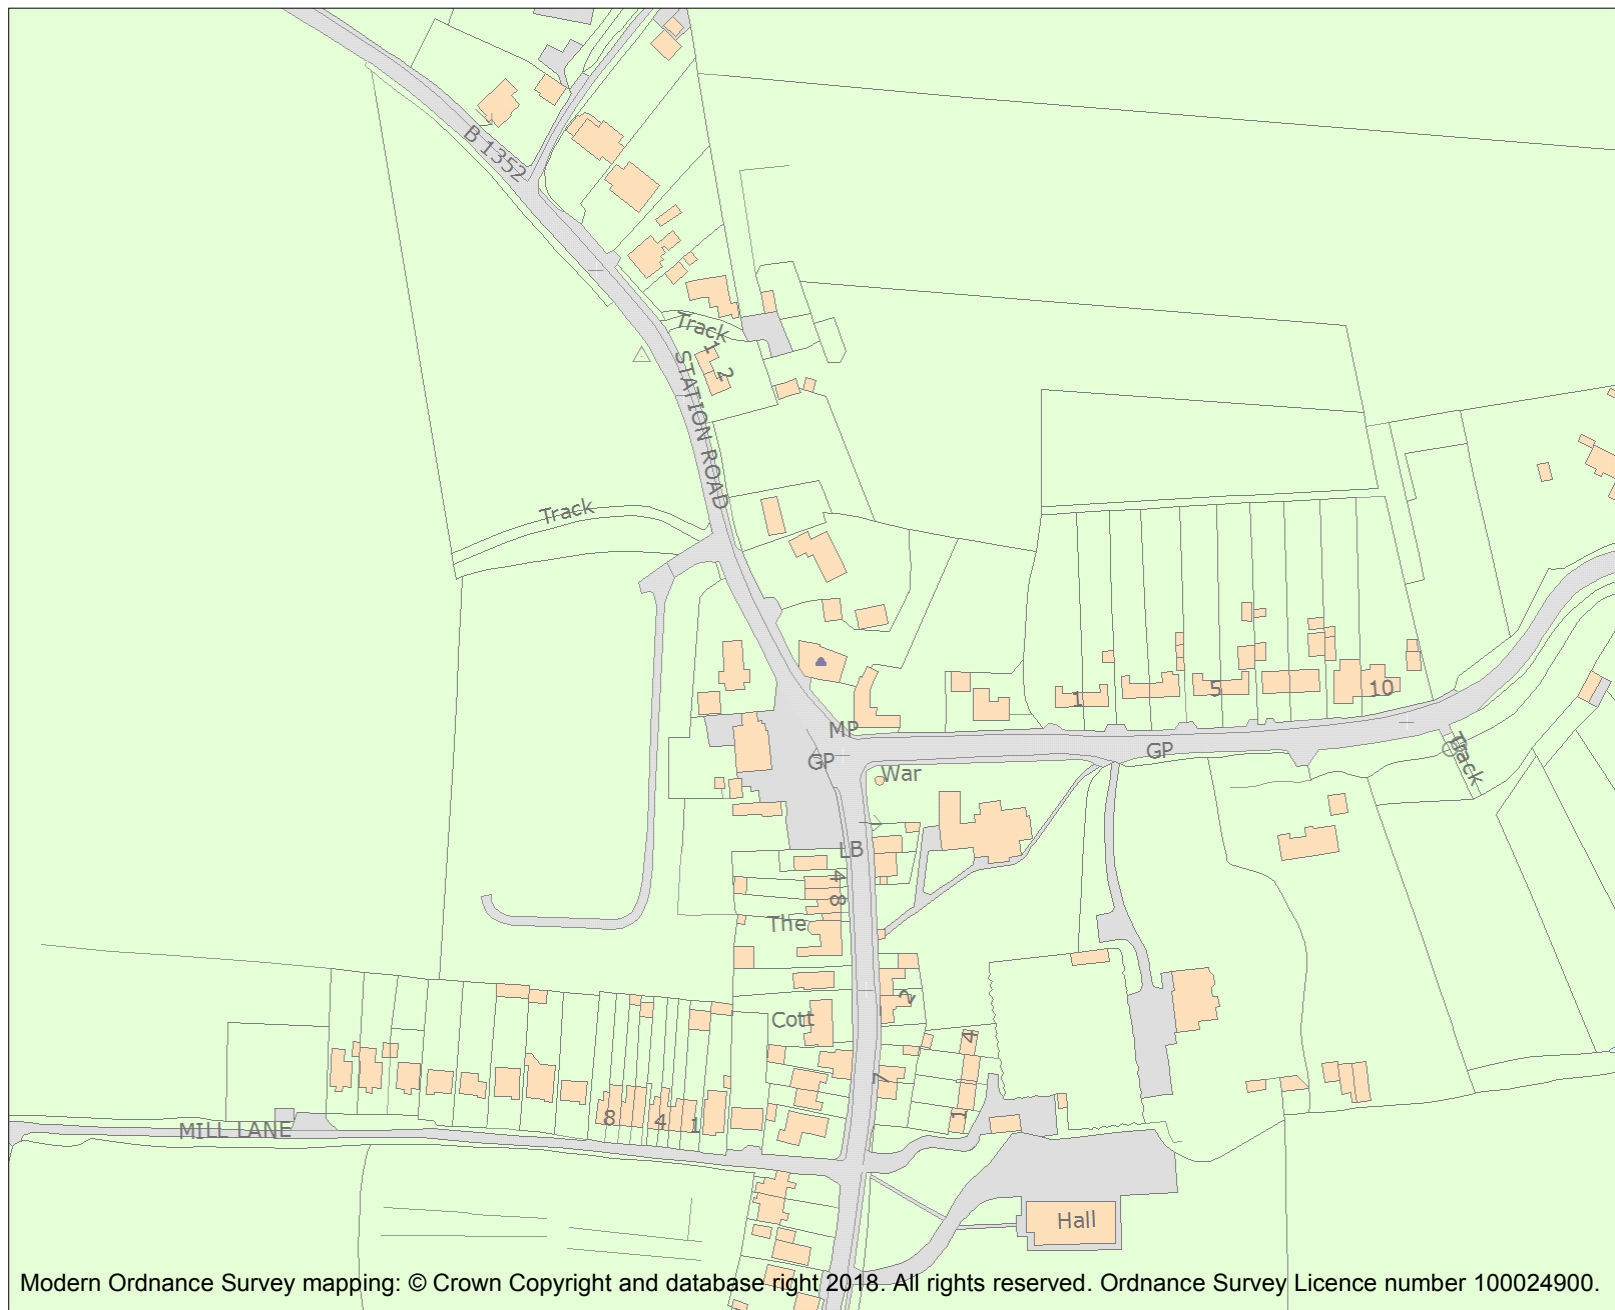 B 1352
Track
1
2
STATION ROAD
Track
1
5
10
MP
GP
GP
War
Track
LB
4
8
The
2
Cott
4
7
8
4
1
1
MILL LANE
Hall
Modern Ordnance Survey mapping: © Crown Copyright and database right 2018. All rights reserved. Ordnance Survey Licence number 100024900.